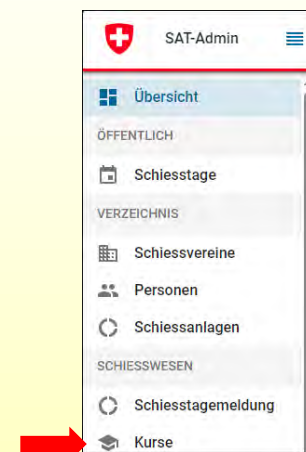 SAT-Admin
Übersicht
ÖFFENTLICH
Schiesstage
VERZEICHNIS
Schiessvereine
Personen
Schiessanlagen
SCHIESSWESEN
Schiesstagemeldung
Kurse